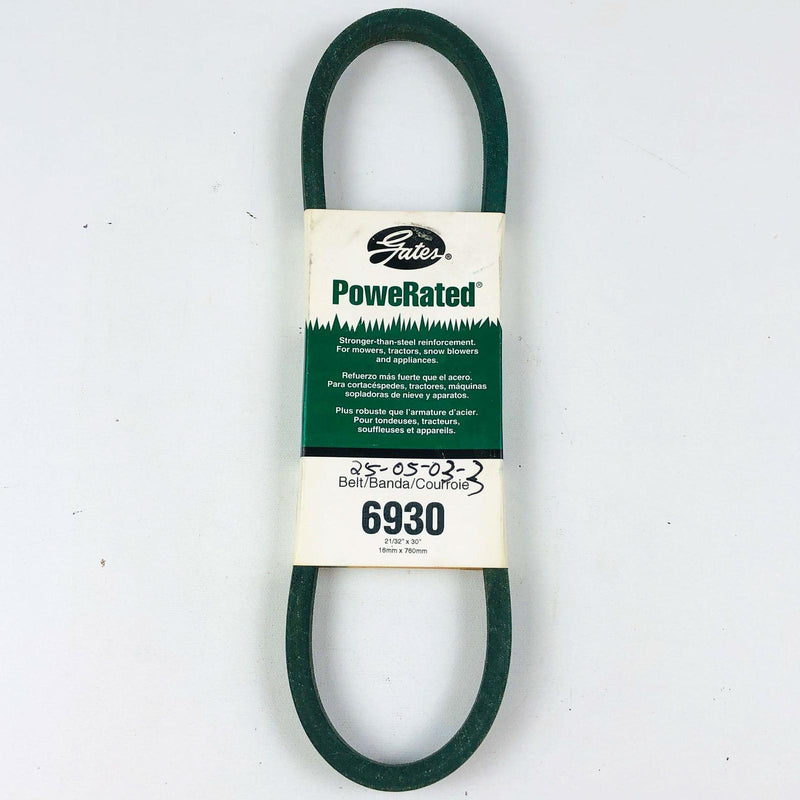 Gates®
PoweRated®
Stronger-than-steel reinforcement.
For mowers, tractors, snow blowers
and appliances.
Refuerzo más fuerte que el acero.
Para cortacéspedes, tractores, máquinas
sopladoras de nieve y aparatos.
Plus robuste que l'armature d'acier.
Pour tondeuses, tracteurs,
souffleuses et appareils.
25-05-03-3
Belt/Banda/Courroie
6930
21/32" x 30"
16mm x 760mm